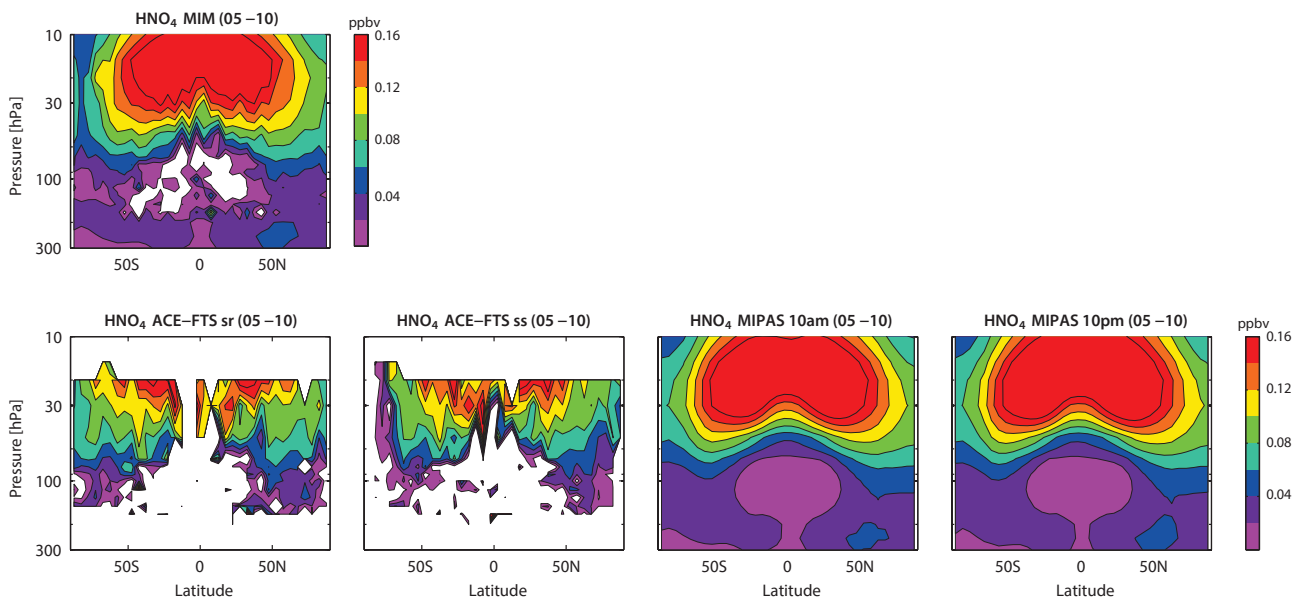 HNO₄ MIM (05 –10)
ppbv
10
30
100
300
Pressure [hPa]
50S 0 50N
0.16
0.12
0.08
0.04
HNO₄ ACE–FTS sr (05 –10)
HNO₄ ACE–FTS ss (05 –10)
HNO₄ MIPAS 10am (05 –10)
HNO₄ MIPAS 10pm (05 –10)
ppbv
10
30
100
300
Pressure [hPa]
50S 0 50N
50S 0 50N
50S 0 50N
50S 0 50N
Latitude
Latitude
Latitude
Latitude
0.16
0.12
0.08
0.04